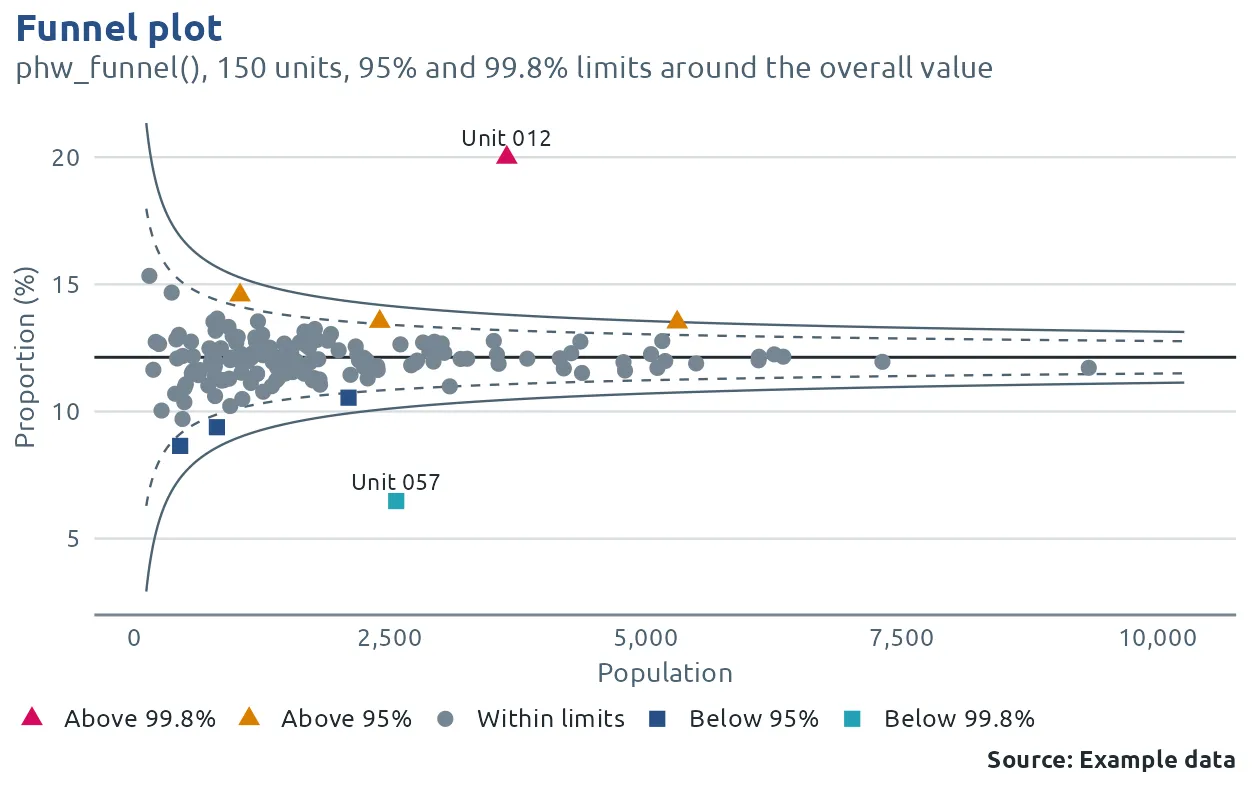 Funnel plot
phw_funnel(), 150 units, 95% and 99.8% limits around the overall value
Unit 012
20
15
10
Unit 057
5
Proportion (%)
0 2,500 5,000 7,500 10,000
Population
Above 99.8% Above 95% Within limits Below 95% Below 99.8%
Source: Example data